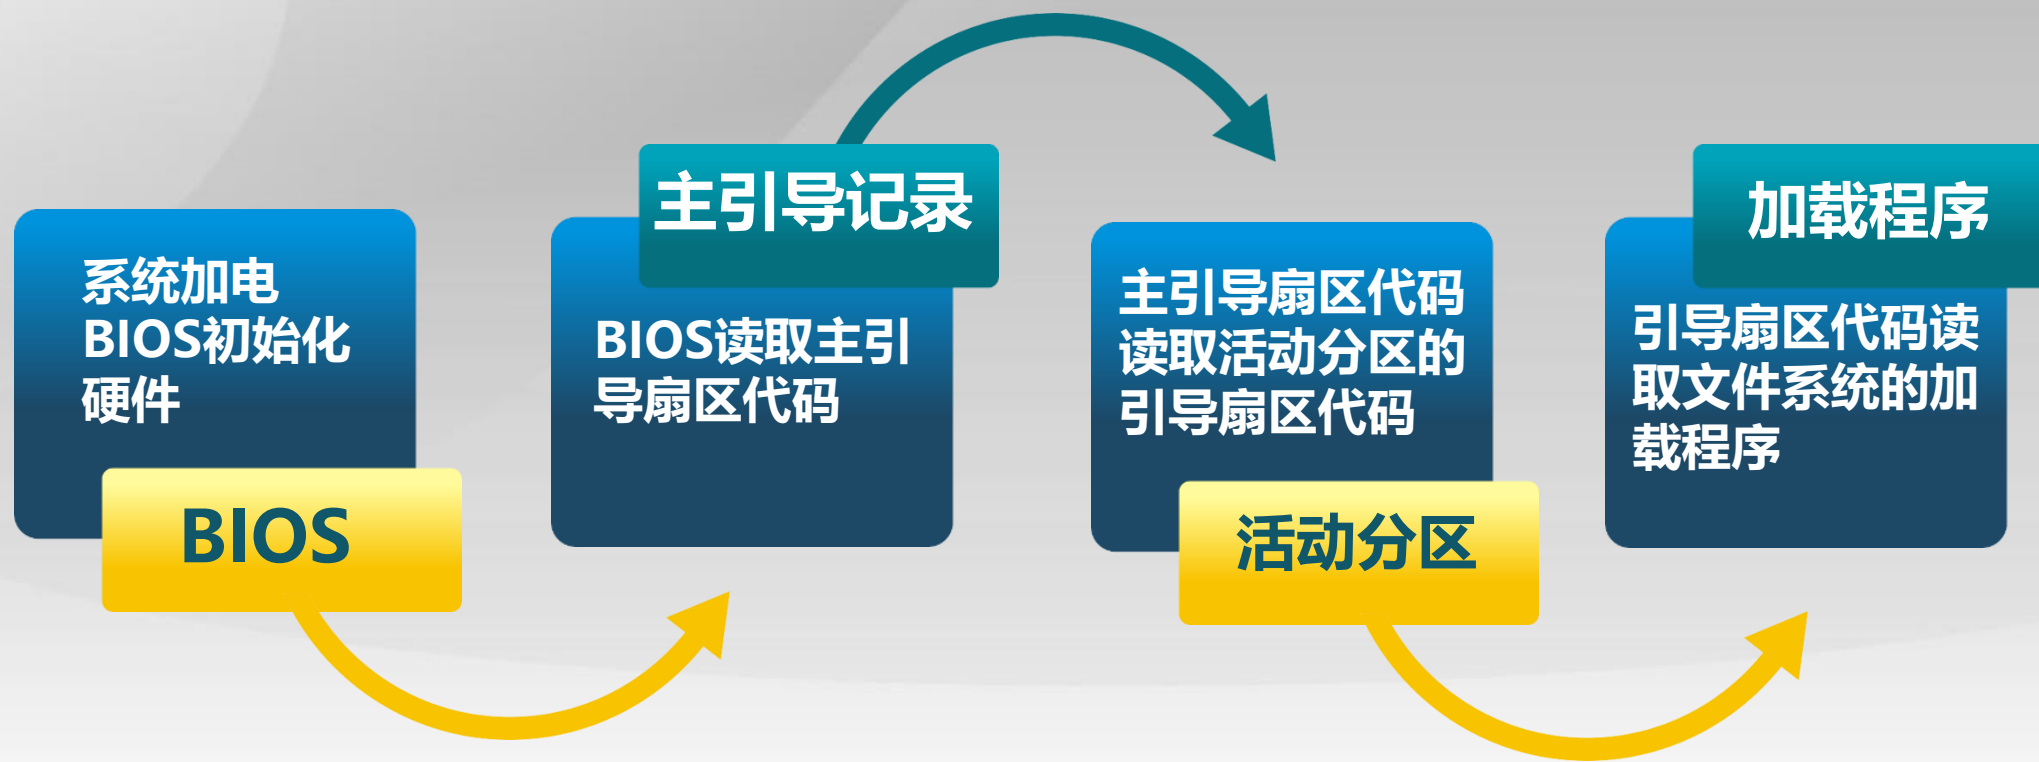 系统加电
BIOS初始化
硬件
BIOS
主引导记录
BIOS读取主引
导扇区代码
主引导扇区代码
读取活动分区的
引导扇区代码
活动分区
加载程序
引导扇区代码读
取文件系统的加
载程序